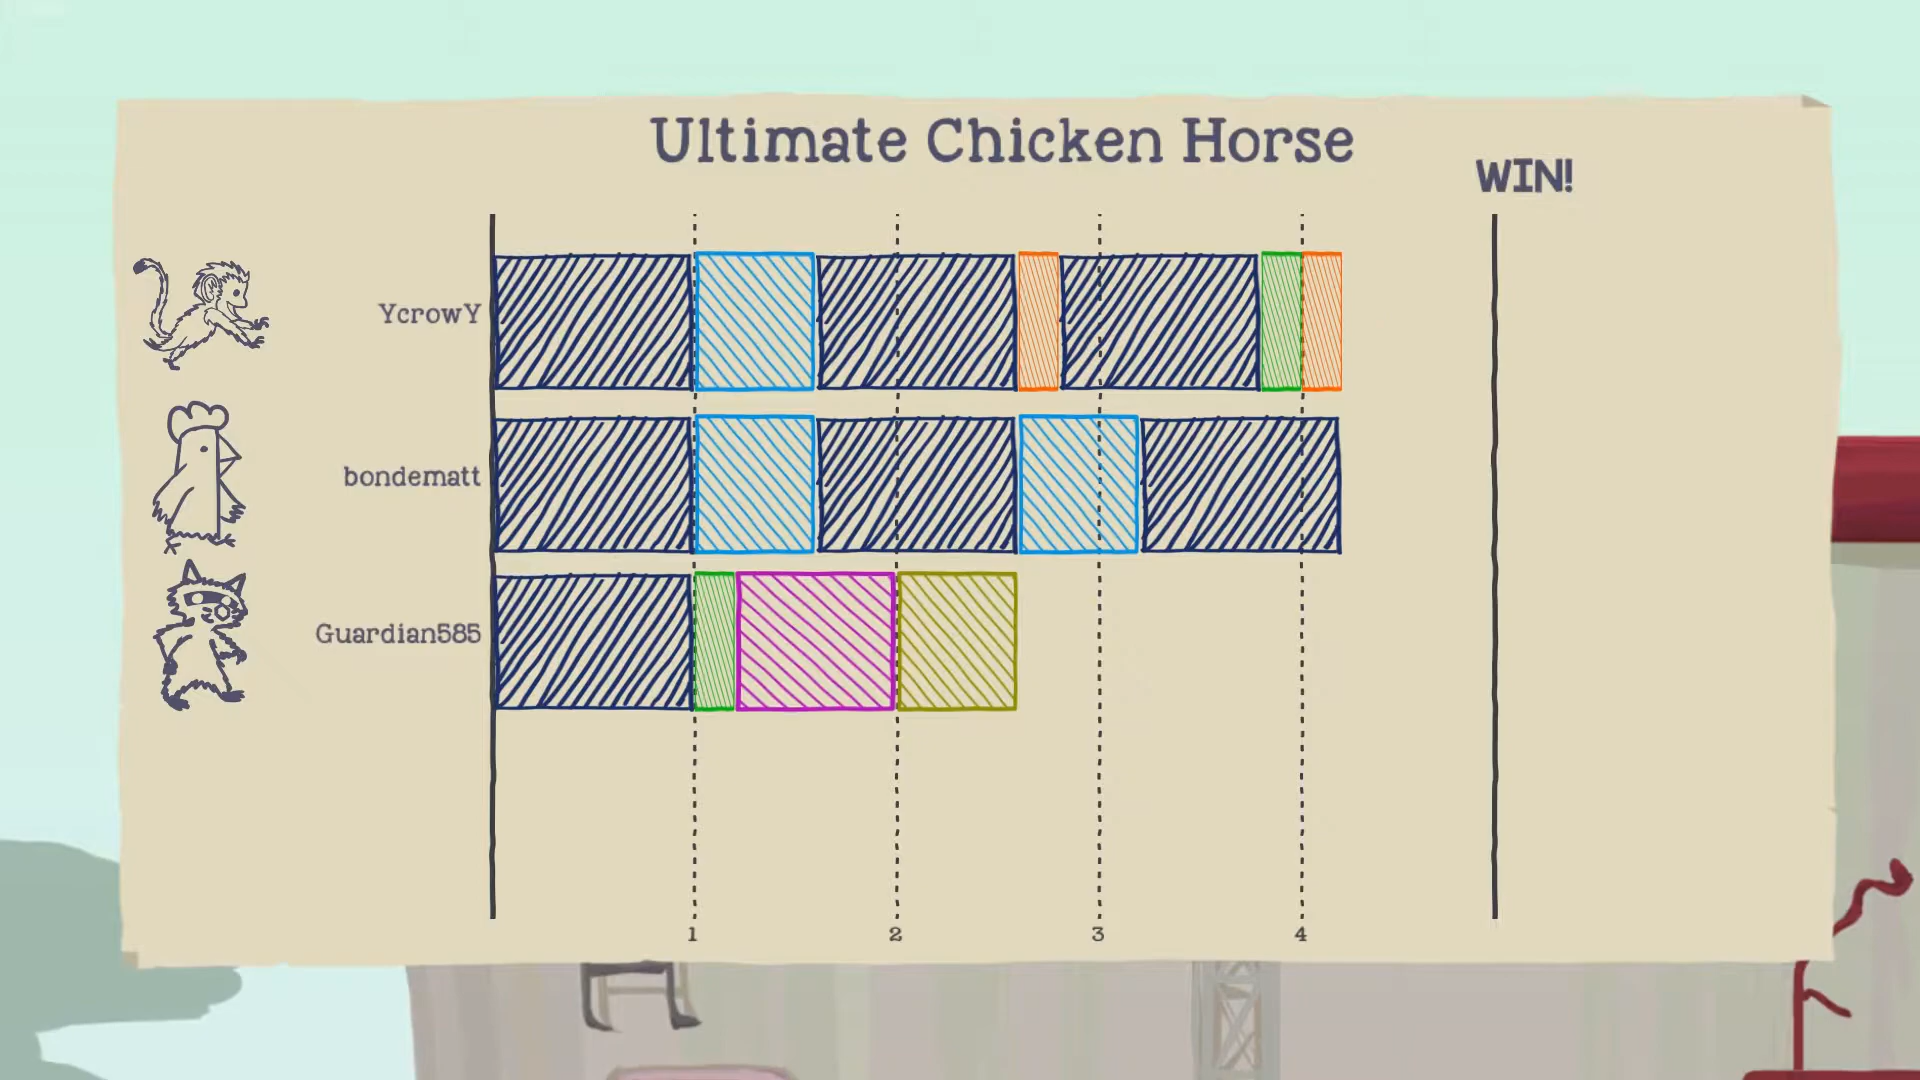 Ultimate Chicken Horse
WIN!
YcrowY
bondematt
Guardian585
1 2 3 4